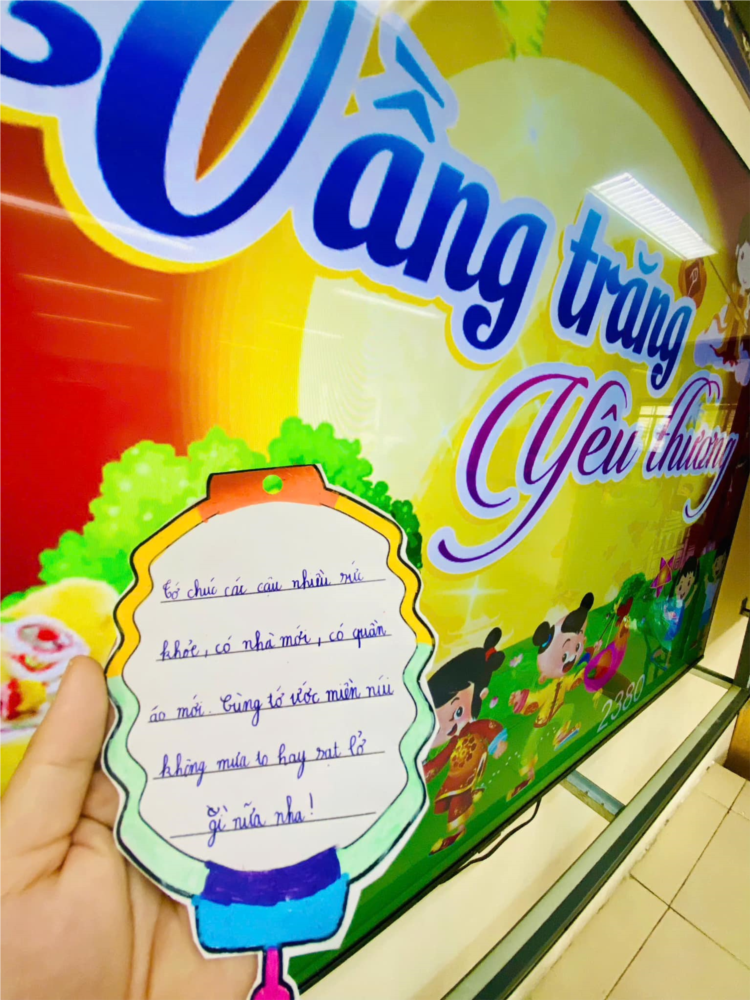 Vầng trăng
Yêu thương
Tớ chúc các cậu nhiều sức
khỏe, có nhà mới, có quần
áo mới. Cùng tớ ước miền núi
không mưa to hay sạt lở
gì nữa nha!
2380